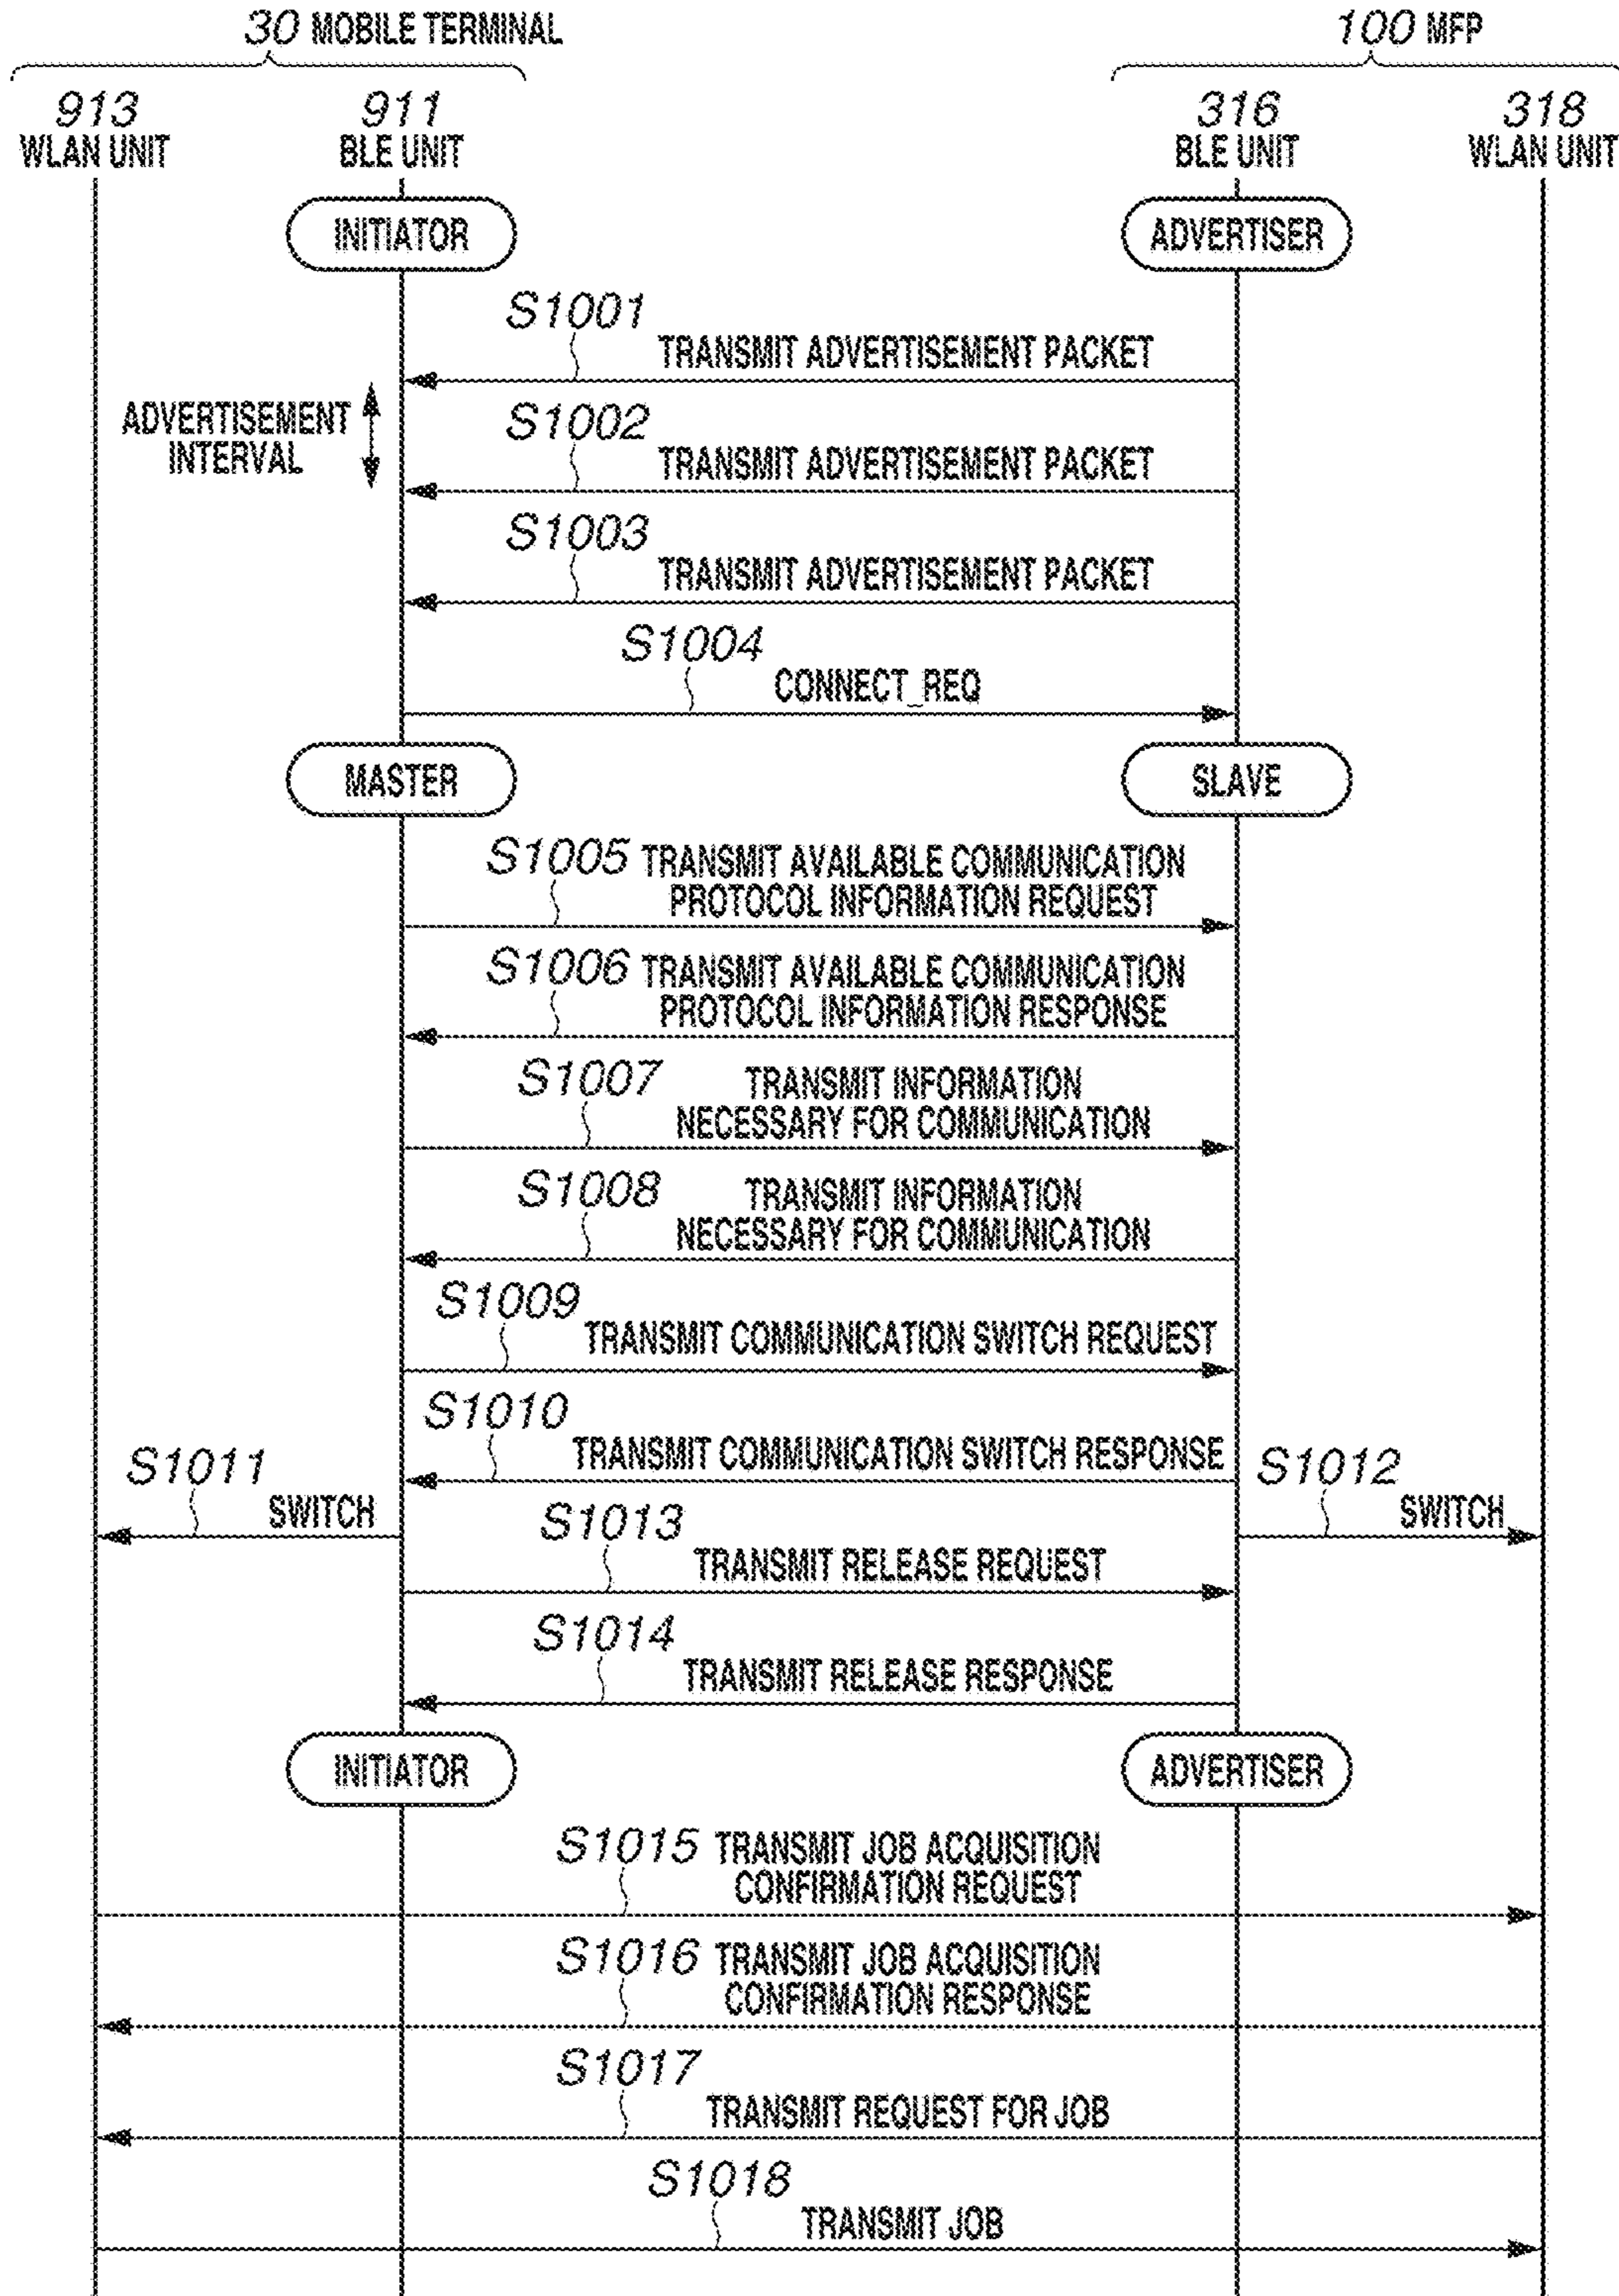 30 MOBILE TERMINAL
100 MFP
913
WLAN UNIT
911
BLE UNIT
316
BLE UNIT
318
WLAN UNIT
INITIATOR
ADVERTISER
S1001
TRANSMIT ADVERTISEMENT PACKET
ADVERTISEMENT
INTERVAL
S1002
TRANSMIT ADVERTISEMENT PACKET
S1003
TRANSMIT ADVERTISEMENT PACKET
S1004
CONNECT_REQ
MASTER
SLAVE
S1005 TRANSMIT AVAILABLE COMMUNICATION
PROTOCOL INFORMATION REQUEST
S1006 TRANSMIT AVAILABLE COMMUNICATION
PROTOCOL INFORMATION RESPONSE
S1007 TRANSMIT INFORMATION
NECESSARY FOR COMMUNICATION
S1008 TRANSMIT INFORMATION
NECESSARY FOR COMMUNICATION
S1009
TRANSMIT COMMUNICATION SWITCH REQUEST
S1010
TRANSMIT COMMUNICATION SWITCH RESPONSE
S1011
SWITCH
S1012
SWITCH
S1013
TRANSMIT RELEASE REQUEST
S1014
TRANSMIT RELEASE RESPONSE
INITIATOR
ADVERTISER
S1015 TRANSMIT JOB ACQUISITION
CONFIRMATION REQUEST
S1016 TRANSMIT JOB ACQUISITION
CONFIRMATION RESPONSE
S1017
TRANSMIT REQUEST FOR JOB
S1018
TRANSMIT JOB